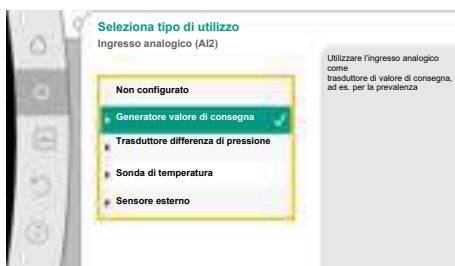 Seleziona tipo di utilizzo
Ingresso analogico (AI2)
Non configurato
Generatore valore di consegna
Trasduttore differenza di pressione
Sonda di temperatura
Sensore esterno
Utilizzare l'ingresso analogico
come
trasduttore di valore di consegna,
ad es. per la prevalenza